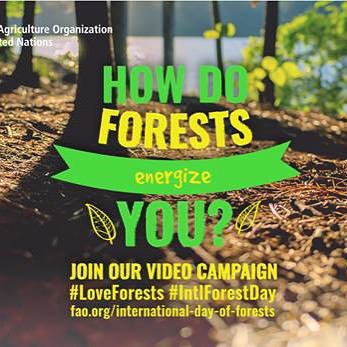 Agriculture Organization
ted Nations
HOW DO
FORESTS
energize
YOU?
JOIN OUR VIDEO CAMPAIGN
#LoveForests #IntlForestDay
fao.org/international-day-of-forests